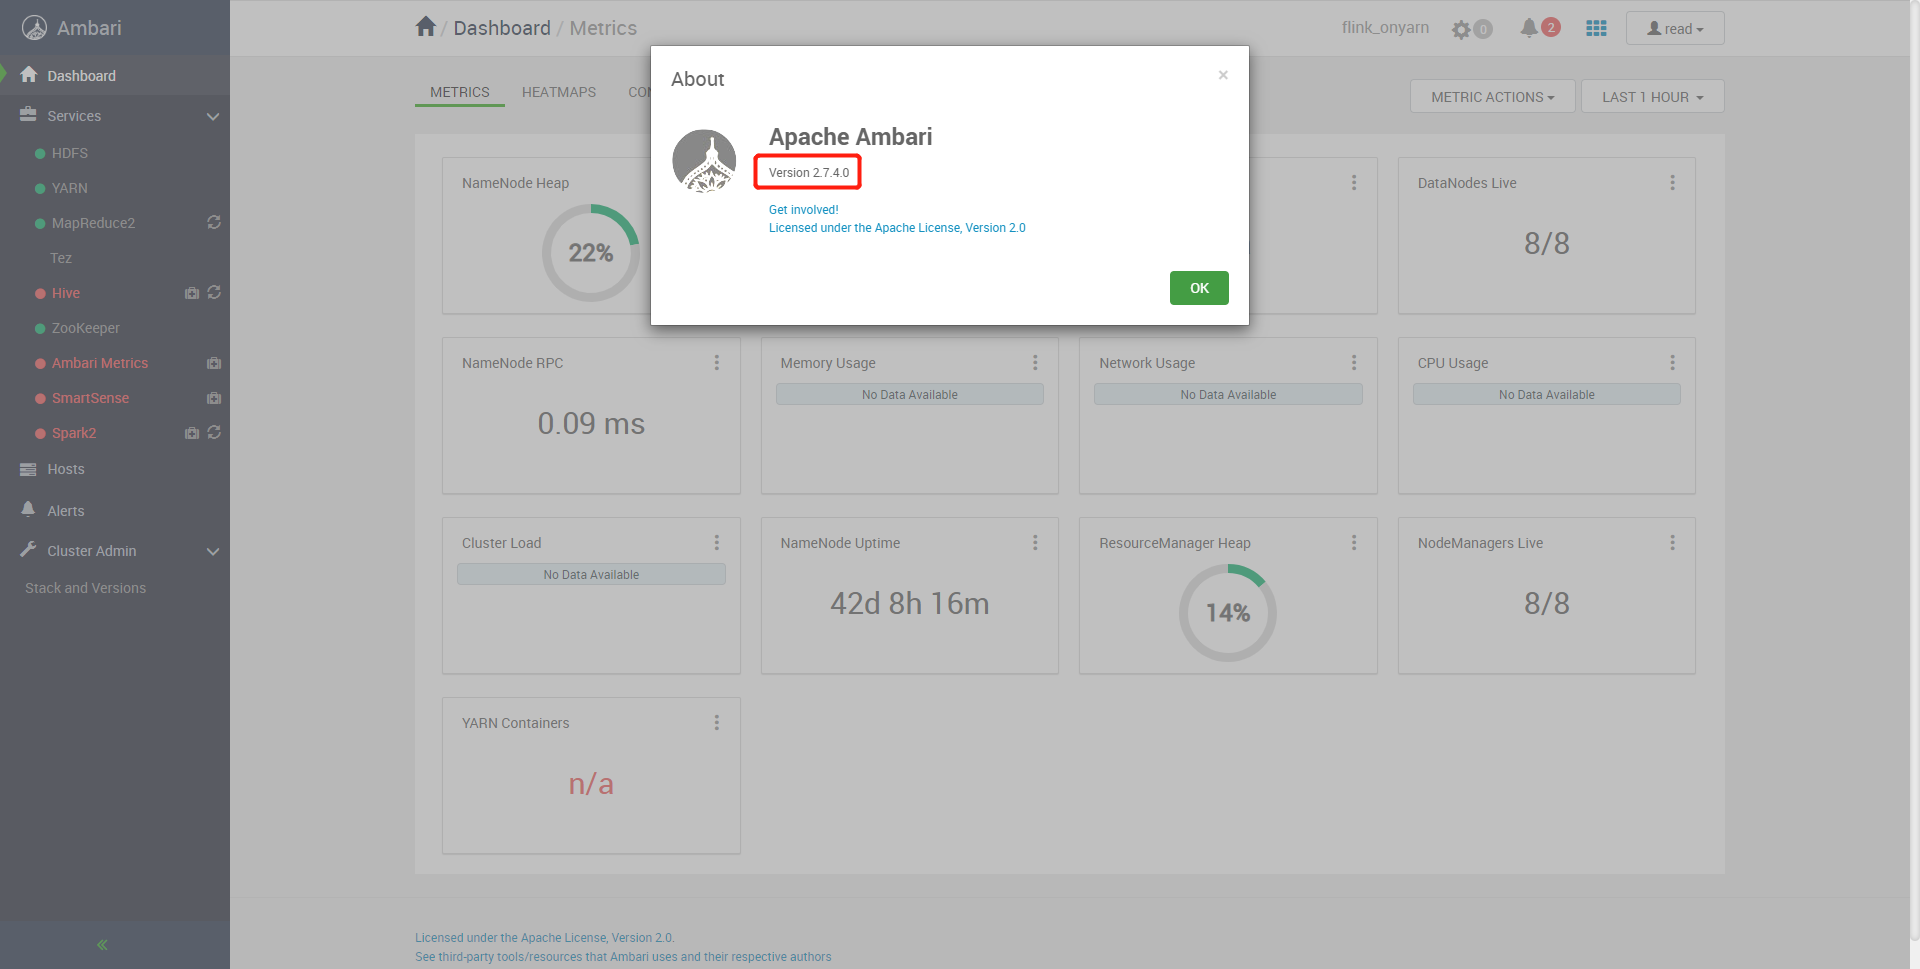 Ambari
Dashboard
Services
HDFS
YARN
MapReduce2
Tez
Hive
ZooKeeper
Ambari Metrics
SmartSense
Spark2
Hosts
Alerts
Cluster Admin
Stack and Versions
«
/ Dashboard / Metrics
flink_onyarn
0
2
read
METRICS
HEATMAPS
METRIC ACTIONS
LAST 1 HOUR
About
×
Apache Ambari
Version 2.7.4.0
Get involved!
Licensed under the Apache License, Version 2.0
OK
NameNode Heap
22%
DataNodes Live
8/8
NameNode RPC
0.09 ms
Memory Usage
No Data Available
Network Usage
No Data Available
CPU Usage
No Data Available
Cluster Load
No Data Available
NameNode Uptime
42d 8h 16m
ResourceManager Heap
14%
NodeManagers Live
8/8
YARN Containers
n/a
Licensed under the Apache License, Version 2.0.
See third-party tools/resources that Ambari uses and their respective authors